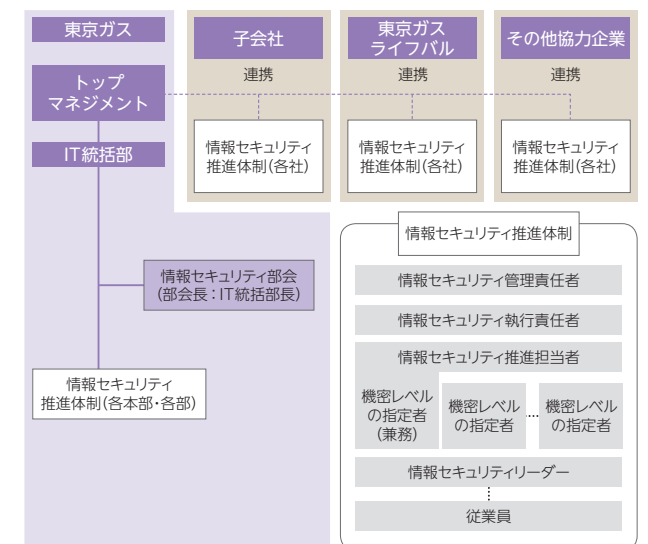 東京ガス
子会社
東京ガス
ライフバル
その他協力企業
トップ
マネジメント
連携
連携
連携
情報セキュリティ
推進体制(各社)
情報セキュリティ
推進体制(各社)
情報セキュリティ
推進体制(各社)
IT統括部
情報セキュリティ部会
(部会長：IT統括部長)
情報セキュリティ
推進体制(各本部・各部)
情報セキュリティ推進体制
情報セキュリティ管理責任者
情報セキュリティ執行責任者
情報セキュリティ推進担当者
機密レベル
の指定者
(兼務)
機密レベル
の指定者
機密レベル
の指定者
情報セキュリティリーダー
従業員